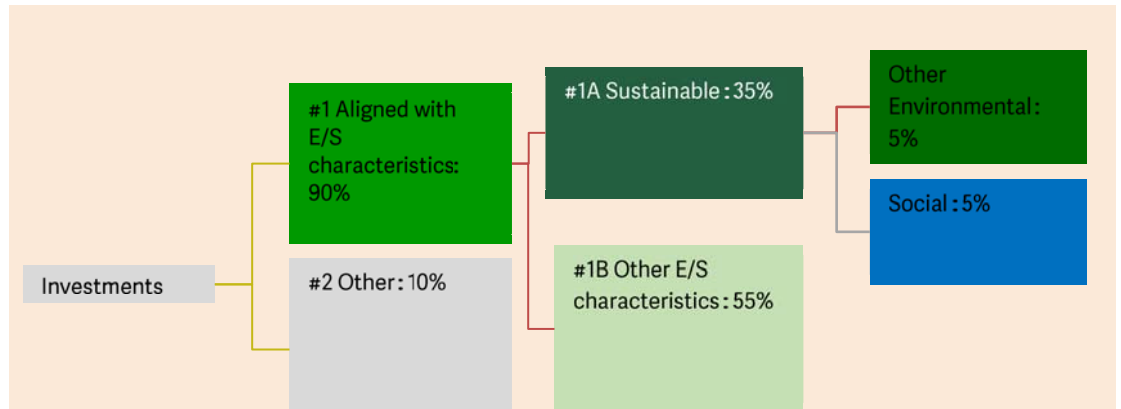 Investments
#1 Aligned with
E/S
characteristics:
90%
#2 Other: 10%
#1A Sustainable: 35%
#1B Other E/S
characteristics: 55%
Other
Environmental:
5%
Social: 5%